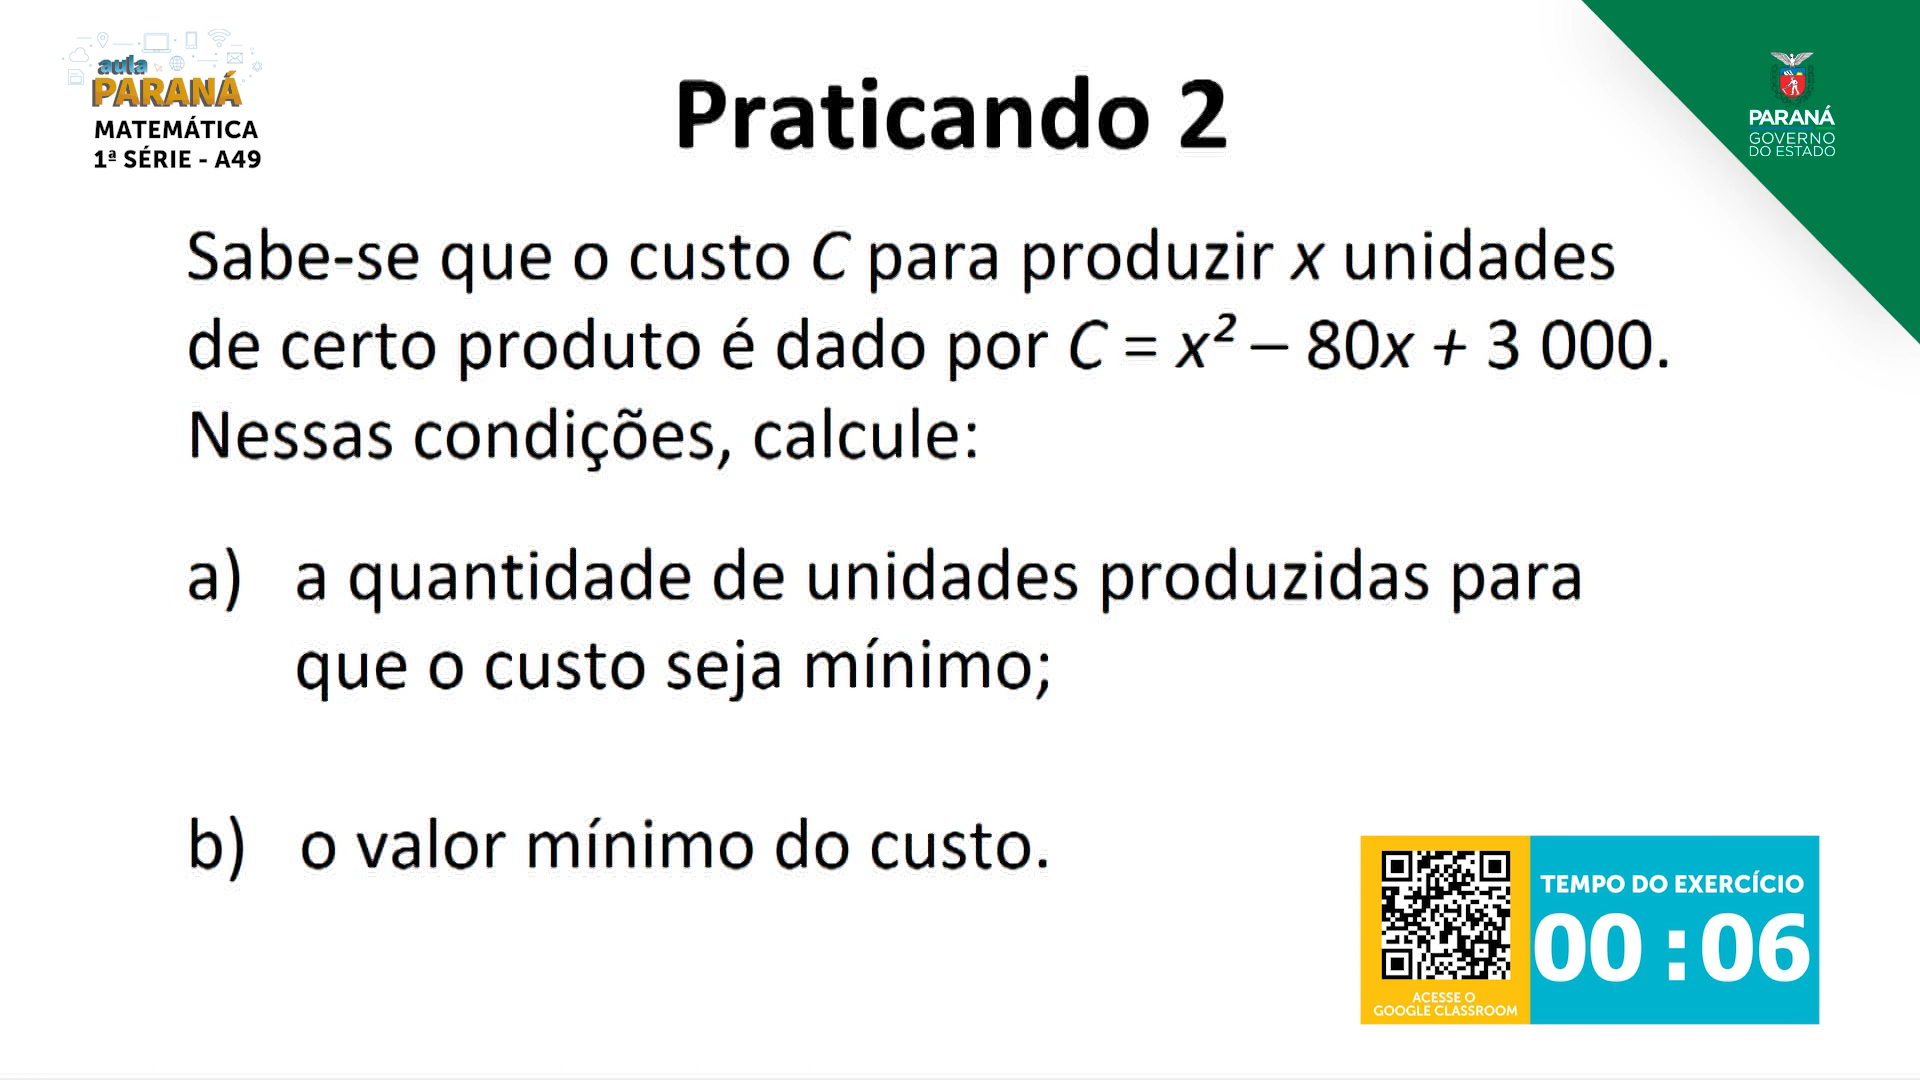 aula
PARANÁ
MATEMÁTICA
1ª SÉRIE - A49
Praticando 2
PARANÁ
GOVERNO
DO ESTADO
Sabe-se que o custo C para produzir x unidades
de certo produto é dado por C = x² – 80x + 3 000.
Nessas condições, calcule:
a) a quantidade de unidades produzidas para
que o custo seja mínimo;
b) o valor mínimo do custo.
ACESSE O
GOOGLE CLASSROOM
TEMPO DO EXERCÍCIO
00:06